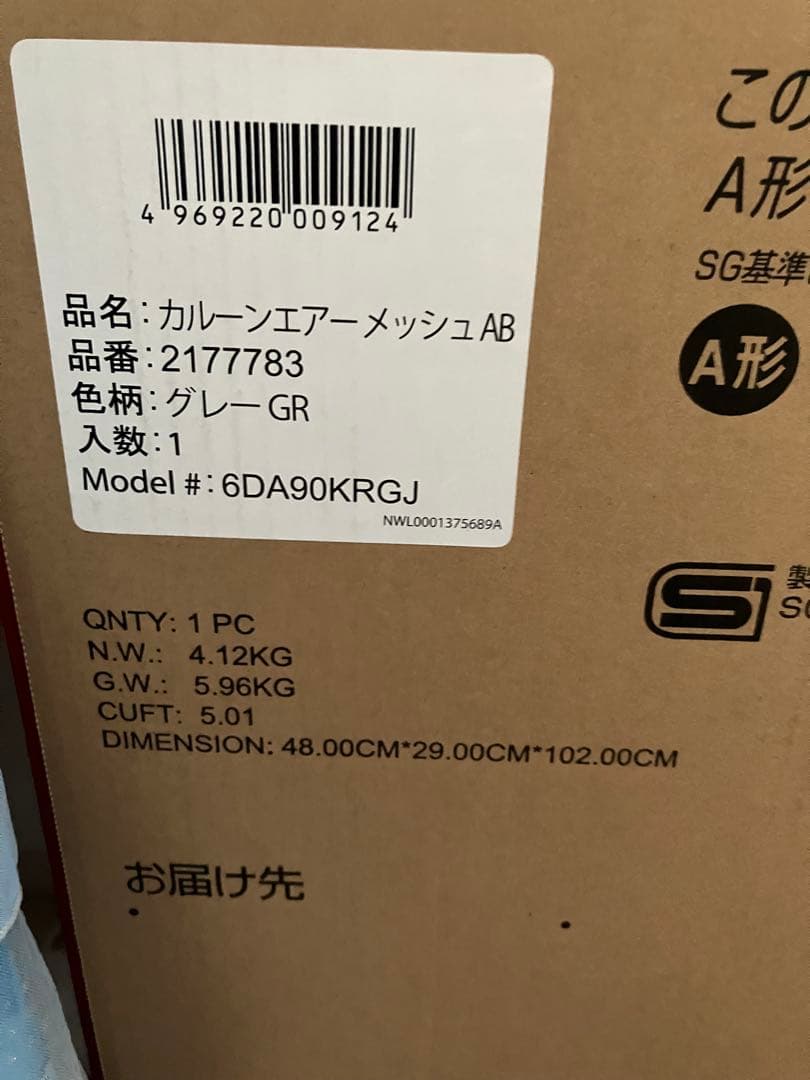 4 969220 009124
品名:カルーンエアーメッシュAB
品番:2177783
色柄:グレーGR
入数:1
Model #:6DA90KRGJ
NWL0001375689A
この
A形
SG基準
A形
製
QNTY: 1 PC
N.W.: 4.12KG
G.W.: 5.96KG
CUFT: 5.01
DIMENSION: 48.00CM*29.00CM*102.00CM
お届け先